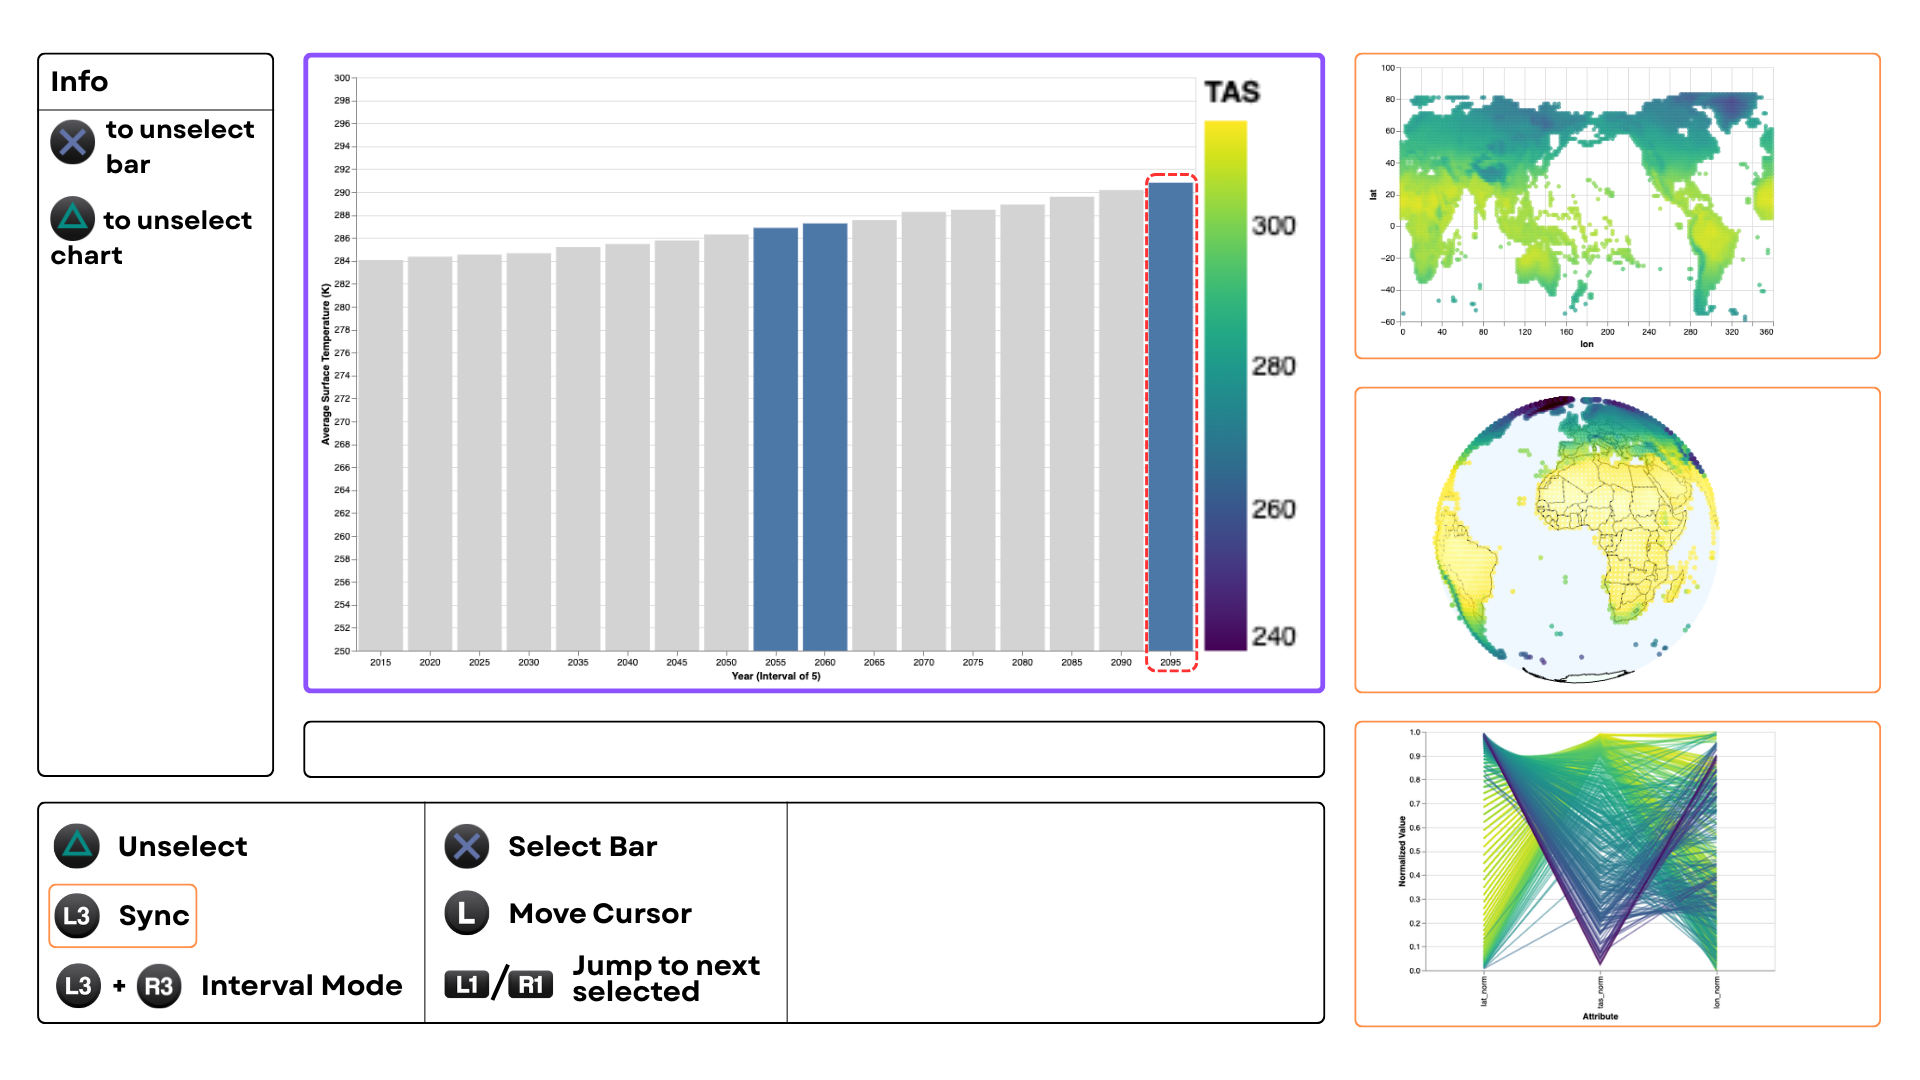 Info
to unselect
bar
to unselect
chart
300
298
296
294
292
290
288
286
284
282
280
278
276
274
272
270
268
266
264
262
260
258
256
254
252
250
Average Surface Temperature (K)
2015 2020 2025 2030 2035 2040 2045 2050 2055 2060 2065 2070 2075 2080 2085 2090 2095
Year (Interval of 5)
TAS
300
280
260
240
100
80
60
40
20
0
−20
−40
−60
lat
0 40 80 120 160 200 240 280 320 360
lon
1.0
0.9
0.8
0.7
0.6
0.5
0.4
0.3
0.2
0.1
0.0
Normalized Value
lat_norm
tas_norm
lon_norm
Attribute
Unselect
L3 Sync
L3 + R3 Interval Mode
Select Bar
L Move Cursor
L1/R1 Jump to next
selected